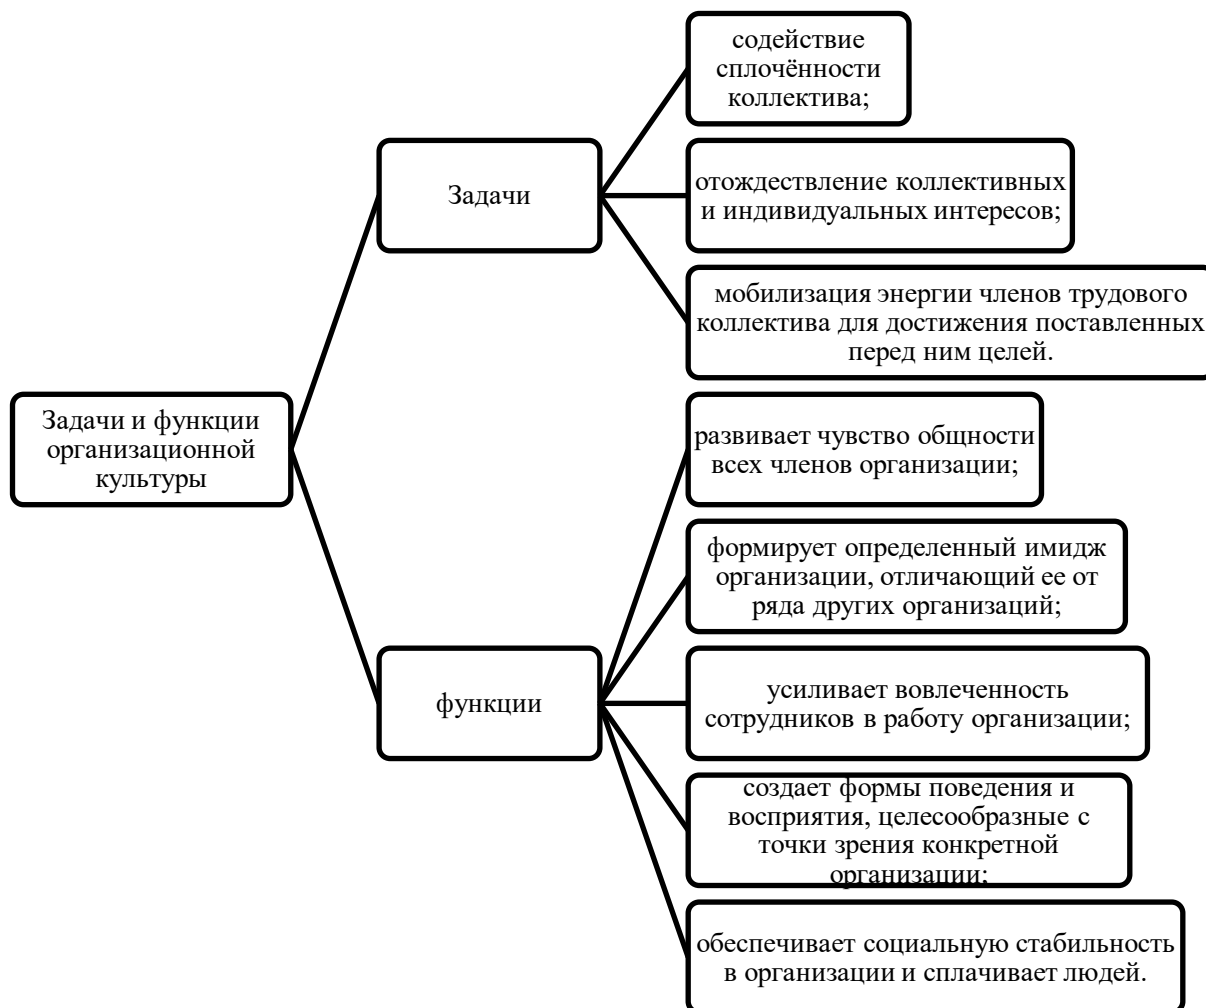 Задачи и функции
организационной
культуры
Задачи
содействие
сплочённости
коллектива;
отождествление коллективных
и индивидуальных интересов;
мобилизация энергии членов трудового
коллектива для достижения поставленных
перед ним целей.
функции
развивает чувство общности
всех членов организации;
формирует определенный имидж
организации, отличающий ее от
ряда других организаций;
усиливает вовлеченность
сотрудников в работу организации;
создает формы поведения и
восприятия, целесообразные с
точки зрения конкретной
организации;
обеспечивает социальную стабильность
в организации и сплачивает людей.